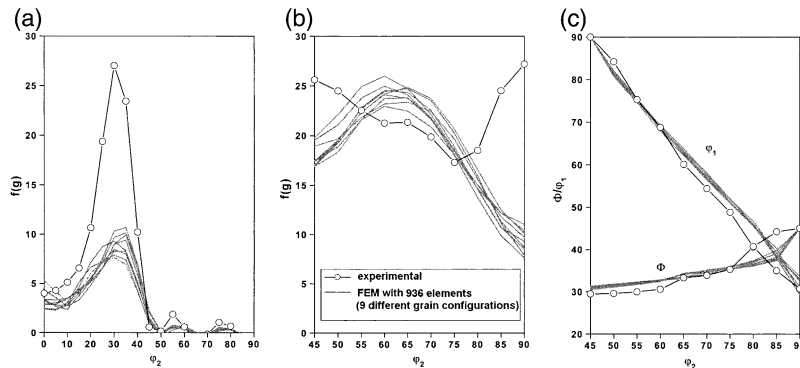 (a)
(b)
(c)
30
25
20
15
10
5
0
f(g)
0 10 20 30 40 50 60 70 80 90
φ2
30
25
20
15
10
5
0
f(g)
experimental
FEM with 936 elements
(9 different grain configurations)
45 50 55 60 65 70 75 80 85 90
φ2
90
80
70
60
50
40
30
20
Φ/φ1
φ1
Φ
45 50 55 60 65 70 75 80 85 90
φ2